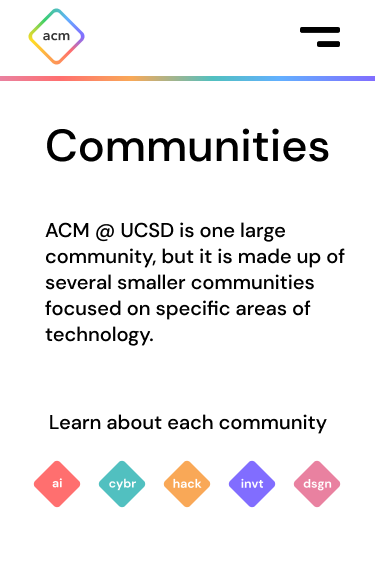 acm
Communities
ACM @ UCSD is one large
community, but it is made up of
several smaller communities
focused on specific areas of
technology.
Learn about each community
ai cybr hack invt dsgn